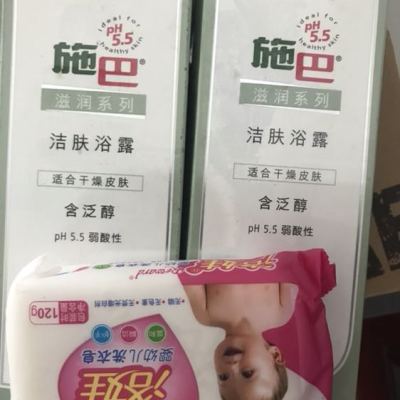 ideal for
pH 5.5
healthy skin
施巴®
滋润系列
洁肤浴露
适合干燥皮肤
含泛醇
pH 5.5 弱酸性
ideal for
pH 5.5
healthy skin
施巴®
滋润系列
洁肤浴露
适合干燥皮肤
含泛醇
pH 5.5 弱酸性
120g
婴幼儿洗衣皂
浴娃